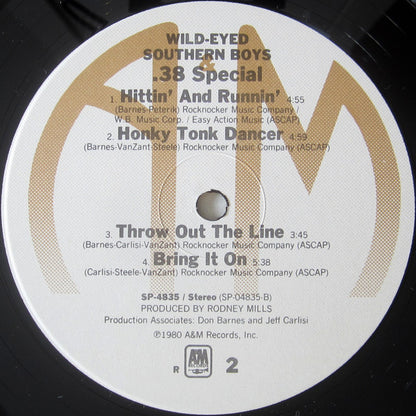 WILD-EYED
SOUTHERN BOYS
.38 Special
1. Hittin' And Runnin' 4:55
(Barnes-Peterik) Rocknocker Music Company /
W.B. Music Corp. / Easy Action Music (ASCAP)
2. Honky Tonk Dancer 4:59
(Barnes-VanZant-Steele) Rocknocker Music Company (ASCAP)
A&M
3. Throw Out The Line 3:45
(Barnes-Carlisi-VanZant) Rocknocker Music Company (ASCAP)
4. Bring It On 5:38
(Carlisi-Steele-VanZant) Rocknocker Music Company (ASCAP)
SP-4835 / Stereo (SP-04835-B)
PRODUCED BY RODNEY MILLS
Production Associates: Don Barnes and Jeff Carlisi
℗1980 A&M Records, Inc.
R A&M 2